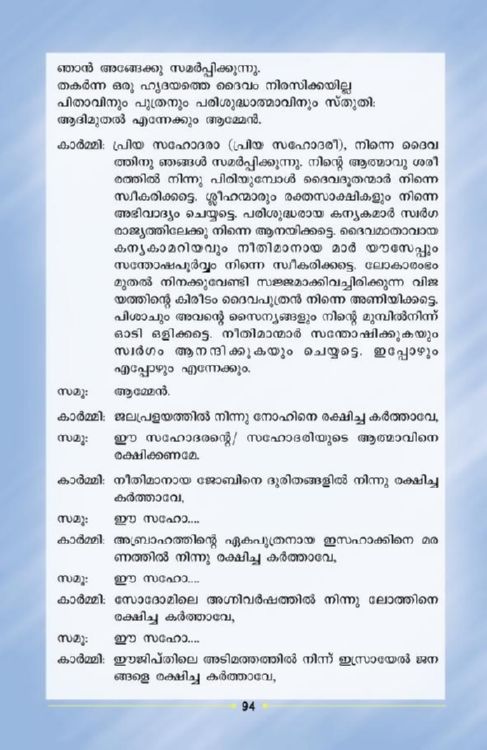 ഞാൻ അങ്ങേക്കു സമർപ്പിക്കുന്നു.
തകർന്ന ഒരു ഹൃദയത്തെ ദൈവം നിരസിക്കയില്ല
പിതാവിനും പുത്രനും പരിശുദ്ധാത്മാവിനും സ്തുതി:
ആദിമുതൽ എന്നേക്കും ആമ്മേൻ.
കാർമ്മി: പ്രിയ സഹോദരാ (പ്രിയ സഹോദരീ), നിന്നെ ദൈവ
ത്തിനു ഞങ്ങൾ സമർപ്പിക്കുന്നു. നിന്റെ ആത്മാവു ശരീ
രത്തിൽ നിന്നു പിരിയുമ്പോൾ ദൈവദൂതന്മാർ നിന്നെ
സ്വീകരിക്കട്ടെ. ശ്ലീഹന്മാരും രക്തസാക്ഷികളും നിന്നെ
അഭിവാദ്യം ചെയ്യട്ടെ. പരിശുദ്ധരായ കന്യകമാർ സ്വർഗ
രാജ്യത്തിലേക്കു നിന്നെ ആനയിക്കട്ടെ. ദൈവമാതാവായ
കന്യകാമറിയവും നീതിമാനായ മാർ യൗസേപ്പും
സന്തോഷപൂർവ്വം നിന്നെ സ്വീകരിക്കട്ടെ. ലോകാരംഭം
മുതൽ നിനക്കുവേണ്ടി സജ്ജമാക്കിവച്ചിരിക്കുന്ന വിജ
യത്തിന്റെ കിരീടം ദൈവപുത്രൻ നിന്നെ അണിയിക്കട്ടെ.
പിശാചും അവന്റെ സൈന്യങ്ങളും നിന്റെ മുമ്പിൽനിന്ന്
ഓടി ഒളിക്കട്ടെ. നീതിമാന്മാർ സന്തോഷിക്കുകയും
സ്വർഗം ആനന്ദിക്കുകയും ചെയ്യട്ടെ. ഇപ്പോഴും
എപ്പോഴും എന്നേക്കും.
സമൂ: ആമ്മേൻ.
കാർമ്മി: ജലപ്രളയത്തിൽ നിന്നു നോഹിനെ രക്ഷിച്ച കർത്താവേ,
സമൂ: ഈ സഹോദരന്റെ/ സഹോദരിയുടെ ആത്മാവിനെ
രക്ഷിക്കണമേ.
കാർമ്മി: നീതിമാനായ ജോബിനെ ദുരിതങ്ങളിൽ നിന്നു രക്ഷിച്ച
കർത്താവേ,
സമൂ: ഈ സഹോ....
കാർമ്മി: അബ്രാഹത്തിന്റെ ഏകപുത്രനായ ഇസഹാക്കിനെ മര
ണത്തിൽ നിന്നു രക്ഷിച്ച കർത്താവേ,
സമൂ: ഈ സഹോ....
കാർമ്മി: സോദോമിലെ അഗ്നിവർഷത്തിൽ നിന്നു ലോത്തിനെ
രക്ഷിച്ച കർത്താവേ,
സമൂ: ഈ സഹോ....
കാർമ്മി: ഈജിപ്തിലെ അടിമത്തത്തിൽ നിന്ന് ഇസ്രായേൽ ജന
ങ്ങളെ രക്ഷിച്ച കർത്താവേ,
94